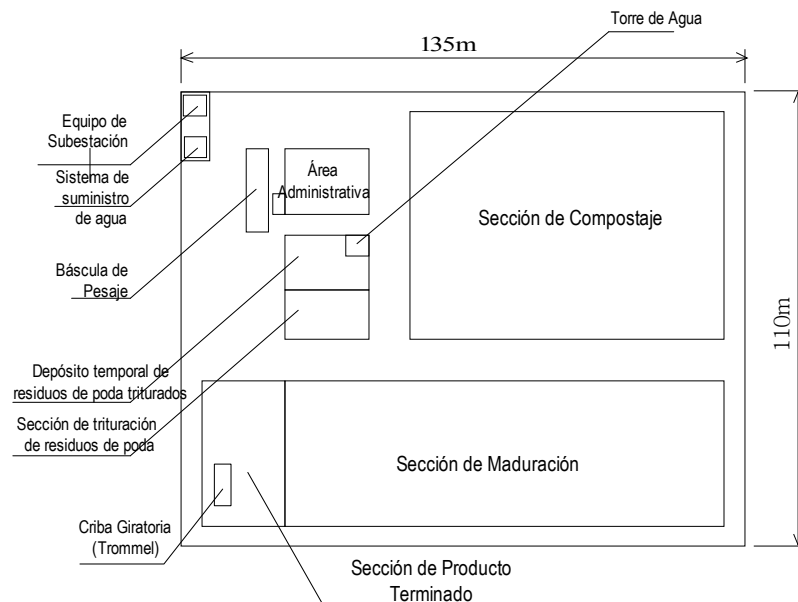 Torre de Agua
135m
Equipo de
Subestación
Sistema de
suministro
de agua
Área
Administrativa
Sección de Compostaje
Báscula de
Pesaje
110m
Depósito temporal de
residuos de poda triturados
Sección de trituración
de residuos de poda
Sección de Maduración
Criba Giratoria
(Trommel)
Sección de Producto
Terminado